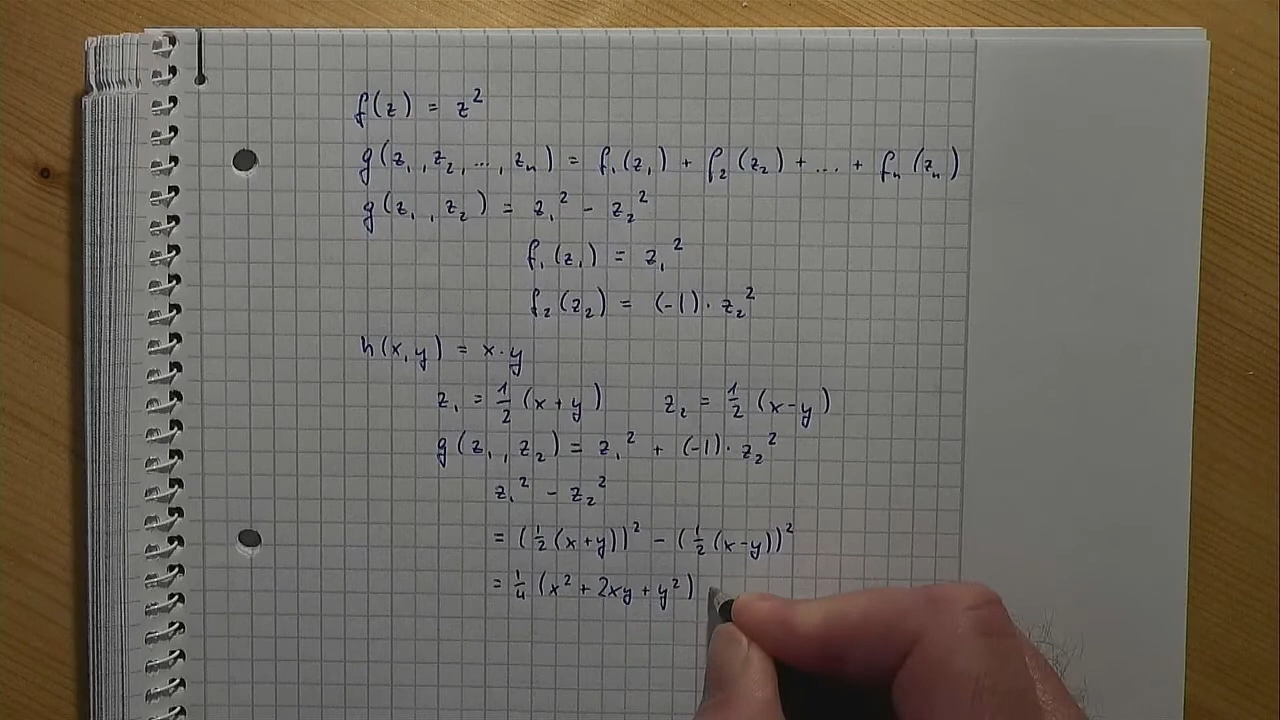 f(z) = z²
g(z₁, z₂, ..., zₙ) = f₁(z₁) + f₂(z₂) + ... + fₙ(zₙ)
g(z₁, z₂) = z₁² - z₂²
f₁(z₁) = z₁²
f₂(z₂) = (-1)· z₂²
h(x,y) = x·y
z₁ = 1/2 (x+y) z₂ = 1/2 (x-y)
g(z₁, z₂) = z₁² + (-1)· z₂²
z₁² - z₂²
= (1/2 (x+y))² - (1/2 (x-y))²
= 1/4 (x² + 2xy + y²)